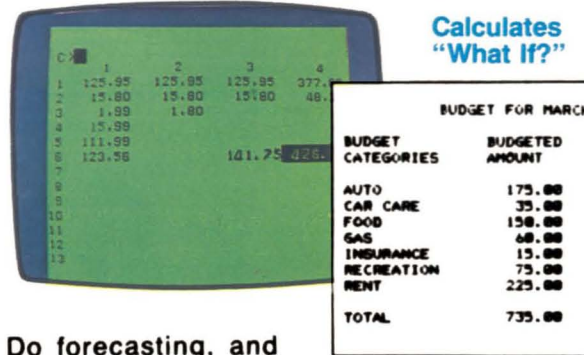 Calculates
"What If?"
C>
1 2 3 4
1 125.95 125.95 125.95 377.
2 15.80 15.80 15.80 48.
3 1.99 1.80
4 15.99
5 111.99
6 123.56 141.75 426.
7
8
9
10
11
12
13
BUDGET FOR MARCH
BUDGET BUDGETED
CATEGORIES AMOUNT
AUTO 175.00
CAR CARE 35.00
FOOD 150.00
GAS 60.00
INSURANCE 15.00
RECREATION 75.00
RENT 225.00
TOTAL 735.00
Do forecasting, and